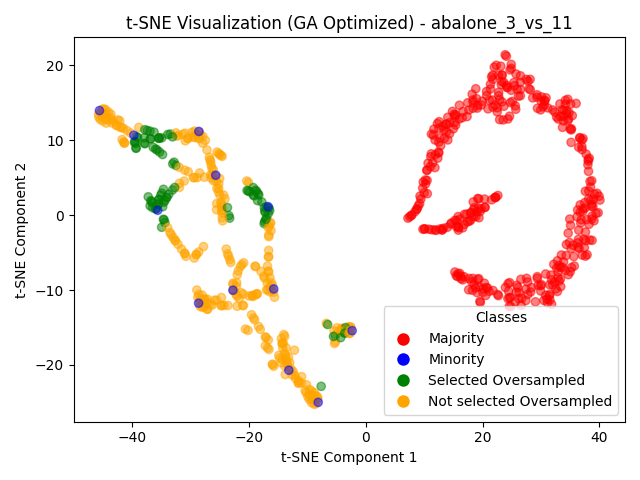 t-SNE Visualization (GA Optimized) - abalone_3_vs_11
t-SNE Component 2
20
10
0
−10
−20
Classes
Majority
Minority
Selected Oversampled
Not selected Oversampled
−40
−20
0
20
40
t-SNE Component 1